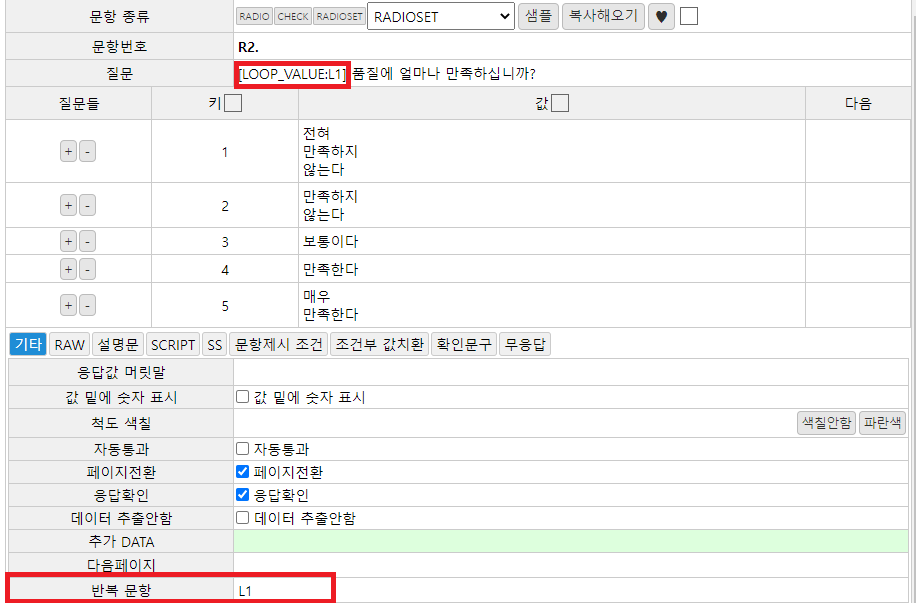 문항 종류 RADIO CHECK RADIOSET RADIOSET 샘플 복사해오기 ♥
문항번호 R2.
질문 [LOOP_VALUE:L1] 품질에 얼마나 만족하십니까?
질문들 키 값 다음
+ - 1 전혀
만족하지
않는다
+ - 2 만족하지
않는다
+ - 3 보통이다
+ - 4 만족한다
+ - 5 매우
만족한다
기타 RAW 설명문 SCRIPT SS 문항제시 조건 조건부 값치환 확인문구 무응답
응답값 머릿말
값 밑에 숫자 표시 값 밑에 숫자 표시
척도 색칠 색칠안함 파란색
자동통과 자동통과
페이지전환 페이지전환
응답확인 응답확인
데이터 추출안함 데이터 추출안함
추가 DATA
다음페이지
반복 문항 L1